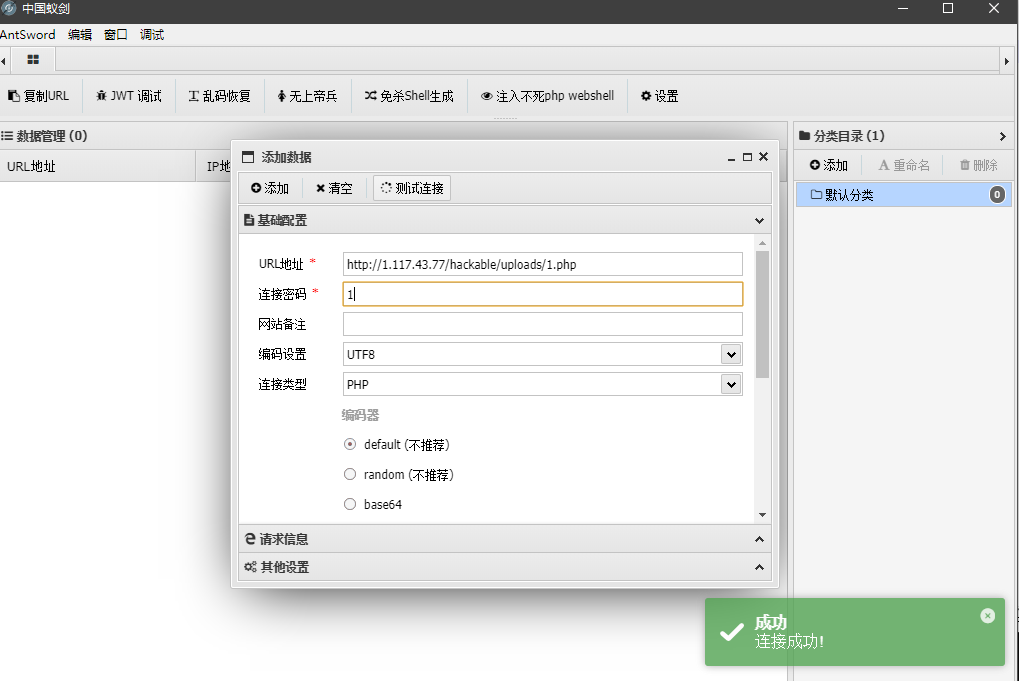 中国蚁剑
AntSword 编辑 窗口 调试
复制URL JWT 调试 乱码恢复 无上帝兵 免杀Shell生成 注入不死php webshell 设置
数据管理 (0)
URL地址 IP地
添加数据
添加 清空 测试连接
基础配置
URL地址 * http://1.117.43.77/hackable/uploads/1.php
连接密码 * 1
网站备注
编码设置 UTF8
连接类型 PHP
编码器
default (不推荐)
random (不推荐)
base64
请求信息
其他设置
分类目录 (1)
添加 A 重命名 删除
默认分类 0
成功
连接成功!